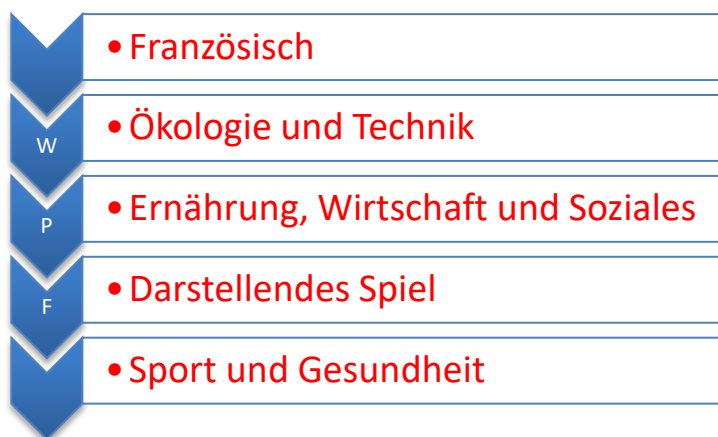 • Französisch
W
• Ökologie und Technik
P
• Ernährung, Wirtschaft und Soziales
F
• Darstellendes Spiel
• Sport und Gesundheit